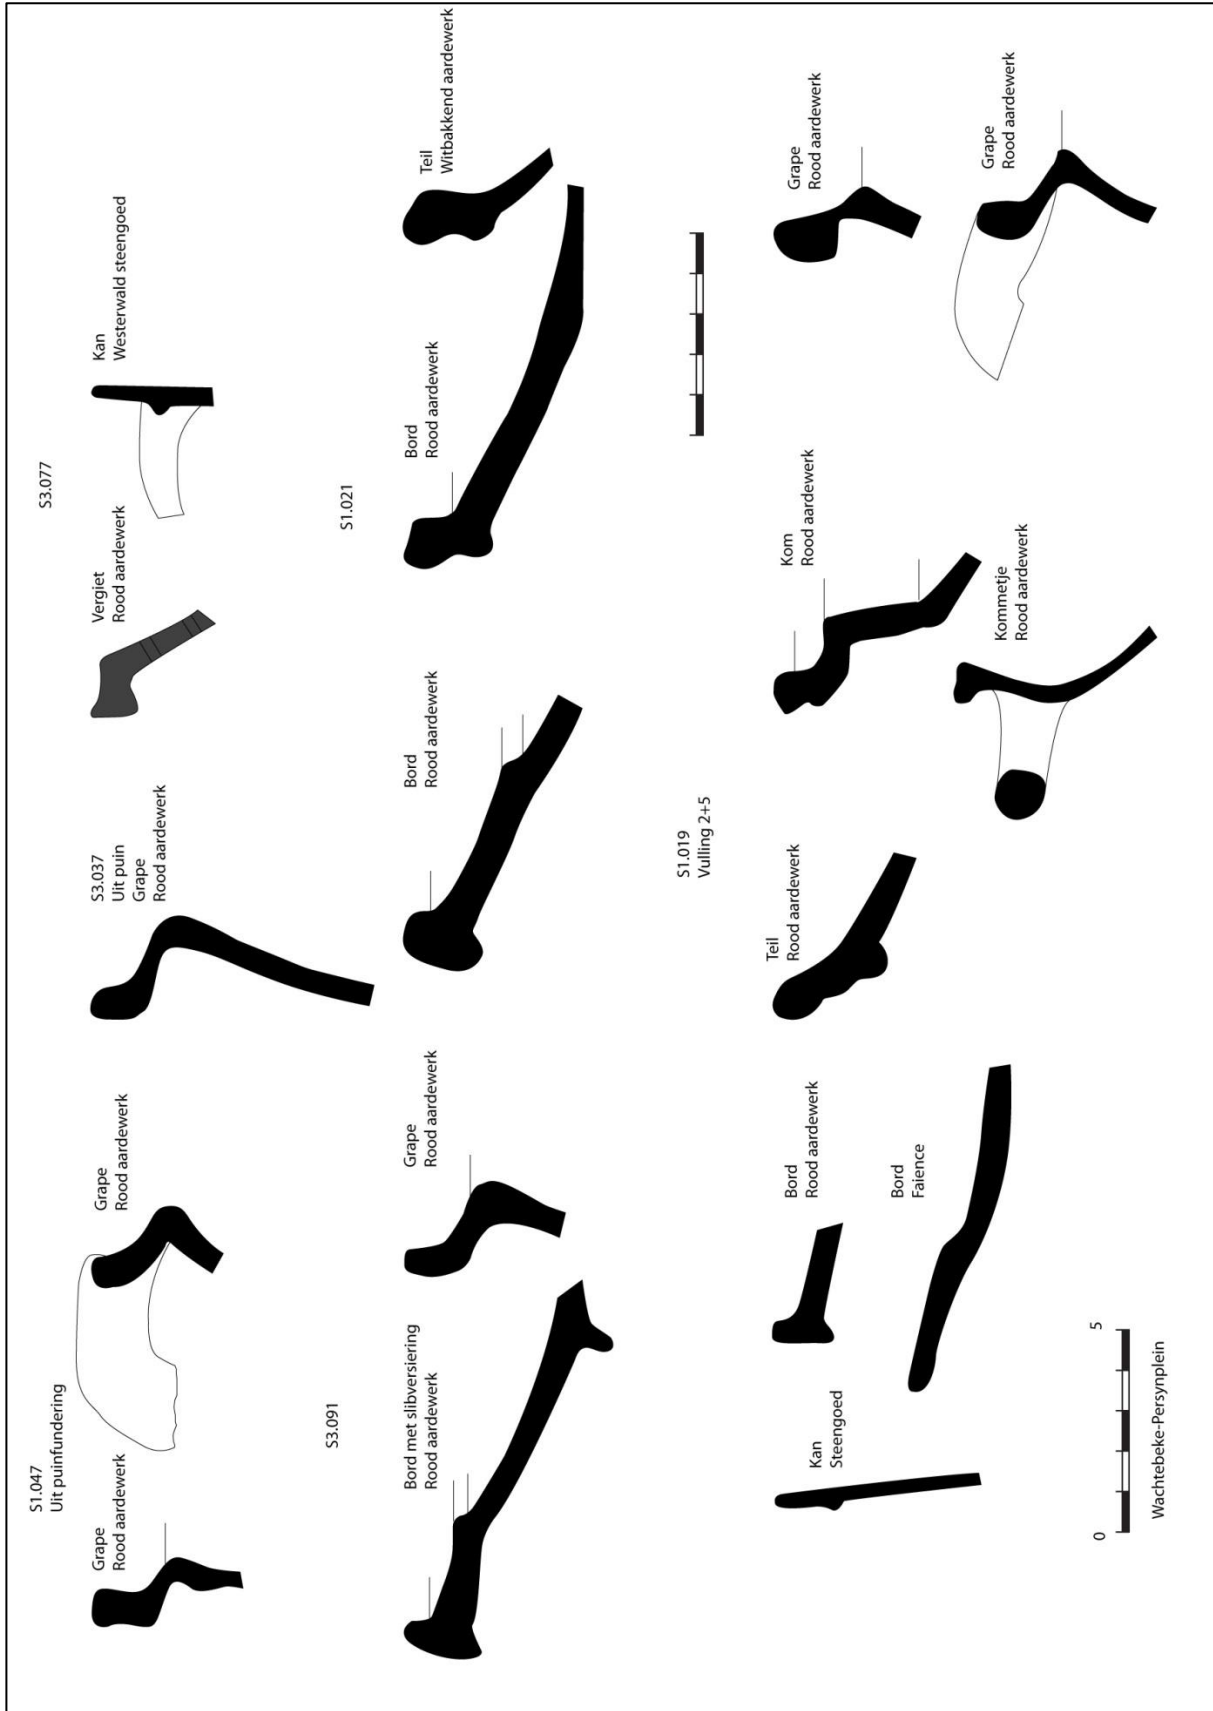 S1.047
Uit puinfundering
Grape
Rood aardewerk
Grape
Rood aardewerk
S3.037
Uit puin
Grape
Rood aardewerk
S3.077
Vergiet
Rood aardewerk
Kan
Westerwald steengoed
S3.091
Bord met slibversiering
Rood aardewerk
Grape
Rood aardewerk
S1.021
Bord
Rood aardewerk
Bord
Rood aardewerk
Teil
Witbakkend aardewerk
S1.019
Vulling 2+5
Kan
Steengoed
Bord
Rood aardewerk
Teil
Rood aardewerk
Kom
Rood aardewerk
Grape
Rood aardewerk
Bord
Faience
Kommetje
Rood aardewerk
Grape
Rood aardewerk
0
5
Wachtebeke-Persynplein